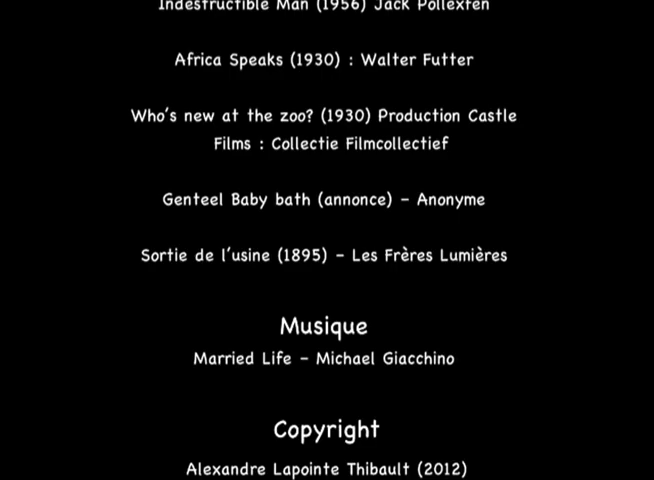 Indestructible Man (1956) Jack Pollexfen
Africa Speaks (1930) : Walter Futter
Who's new at the zoo? (1930) Production Castle
Films : Collectie Filmcollectief
Genteel Baby bath (annonce) - Anonyme
Sortie de l'usine (1895) - Les Frères Lumières
Musique
Married Life - Michael Giacchino
Copyright
Alexandre Lapointe Thibault (2012)